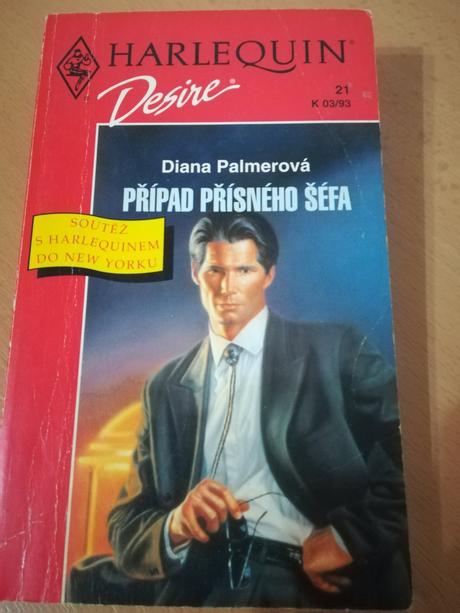 HARLEQUIN®
Desire®
21
K 03/93
Diana Palmerová
PŘÍPAD PŘÍSNÉHO ŠÉFA
SOUTĚŽ
S HARLEQUINEM
DO NEW YORKU